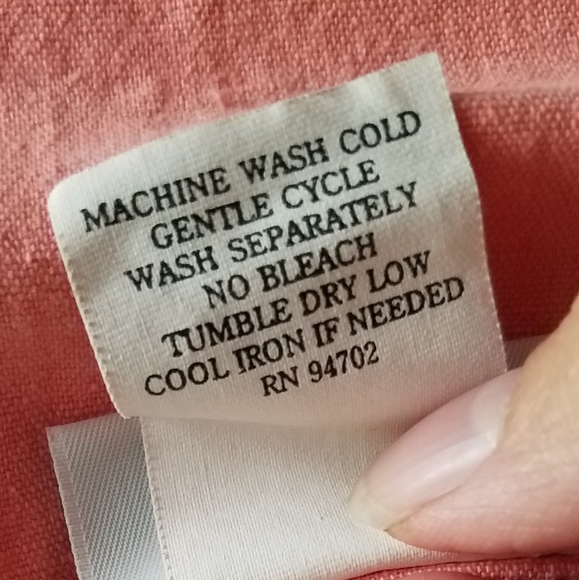 MACHINE WASH COLD
GENTLE CYCLE
WASH SEPARATELY
NO BLEACH
TUMBLE DRY LOW
COOL IRON IF NEEDED
RN 94702